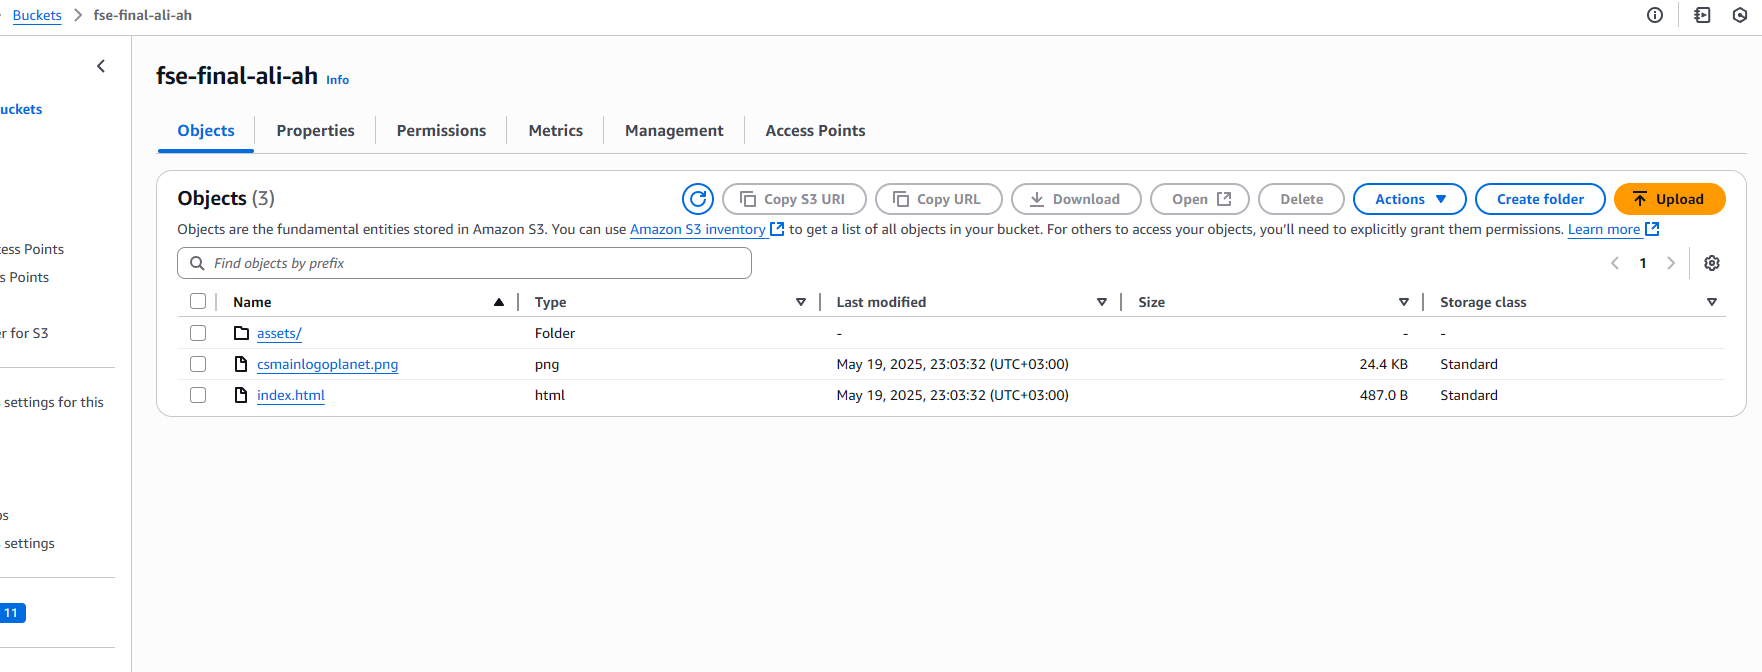 Buckets > fse-final-ali-ah
fse-final-ali-ah Info
uckets
ess Points
s Points
r for S3
settings for this
os
settings
11
Objects Properties Permissions Metrics Management Access Points
Objects (3)
Copy S3 URI Copy URL Download Open Delete Actions Create folder Upload
Objects are the fundamental entities stored in Amazon S3. You can use Amazon S3 inventory to get a list of all objects in your bucket. For others to access your objects, you'll need to explicitly grant them permissions. Learn more
Find objects by prefix
1
Name Type Last modified Size Storage class
assets/ Folder - - -
csmainlogoplanet.png png May 19, 2025, 23:03:32 (UTC+03:00) 24.4 KB Standard
index.html html May 19, 2025, 23:03:32 (UTC+03:00) 487.0 B Standard